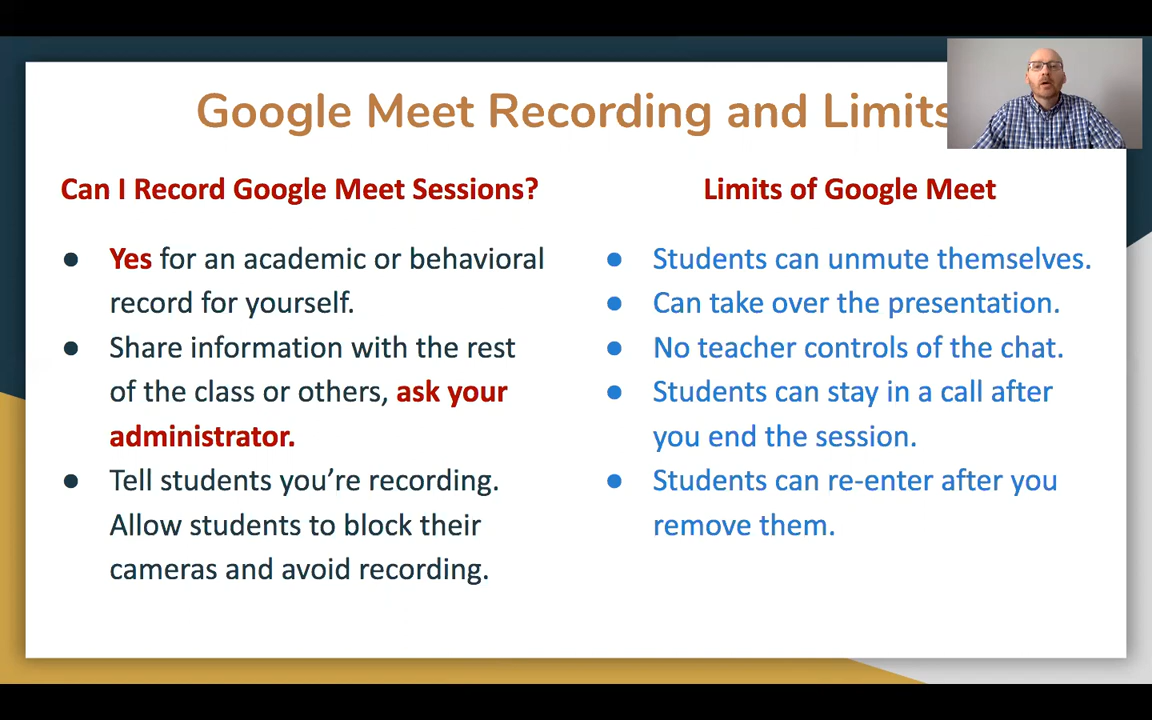 Google Meet Recording and Limits
Can I Record Google Meet Sessions?
● Yes for an academic or behavioral
record for yourself.
● Share information with the rest
of the class or others, ask your
administrator.
● Tell students you’re recording.
Allow students to block their
cameras and avoid recording.
Limits of Google Meet
● Students can unmute themselves.
● Can take over the presentation.
● No teacher controls of the chat.
● Students can stay in a call after
you end the session.
● Students can re-enter after you
remove them.